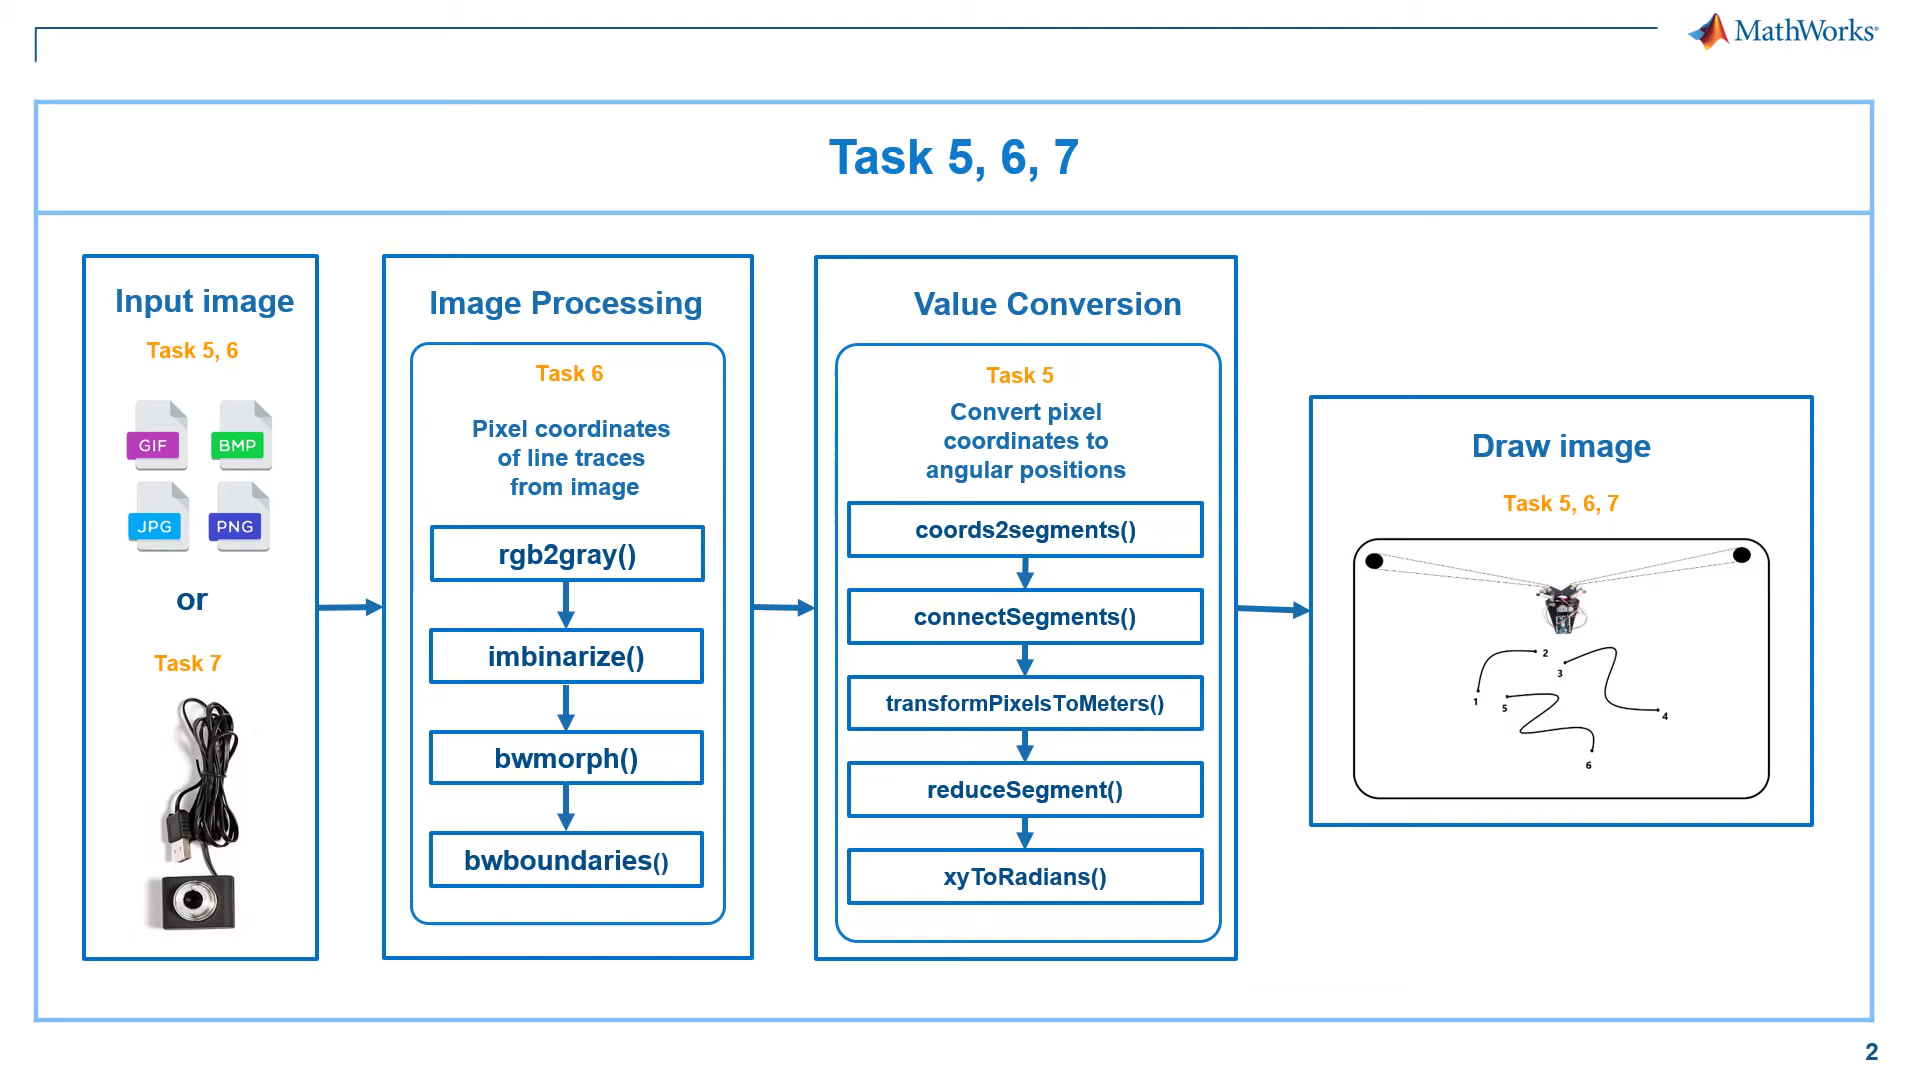 MathWorks®
Task 5, 6, 7
Input image
Task 5, 6
GIF
BMP
JPG
PNG
or
Task 7
Image Processing
Task 6
Pixel coordinates
of line traces
from image
rgb2gray()
imbinarize()
bwmorph()
bwboundaries()
Value Conversion
Task 5
Convert pixel
coordinates to
angular positions
coords2segments()
connectSegments()
transformPixelsToMeters()
reduceSegment()
xyToRadians()
Draw image
Task 5, 6, 7
2
3
1
5
4
6
2